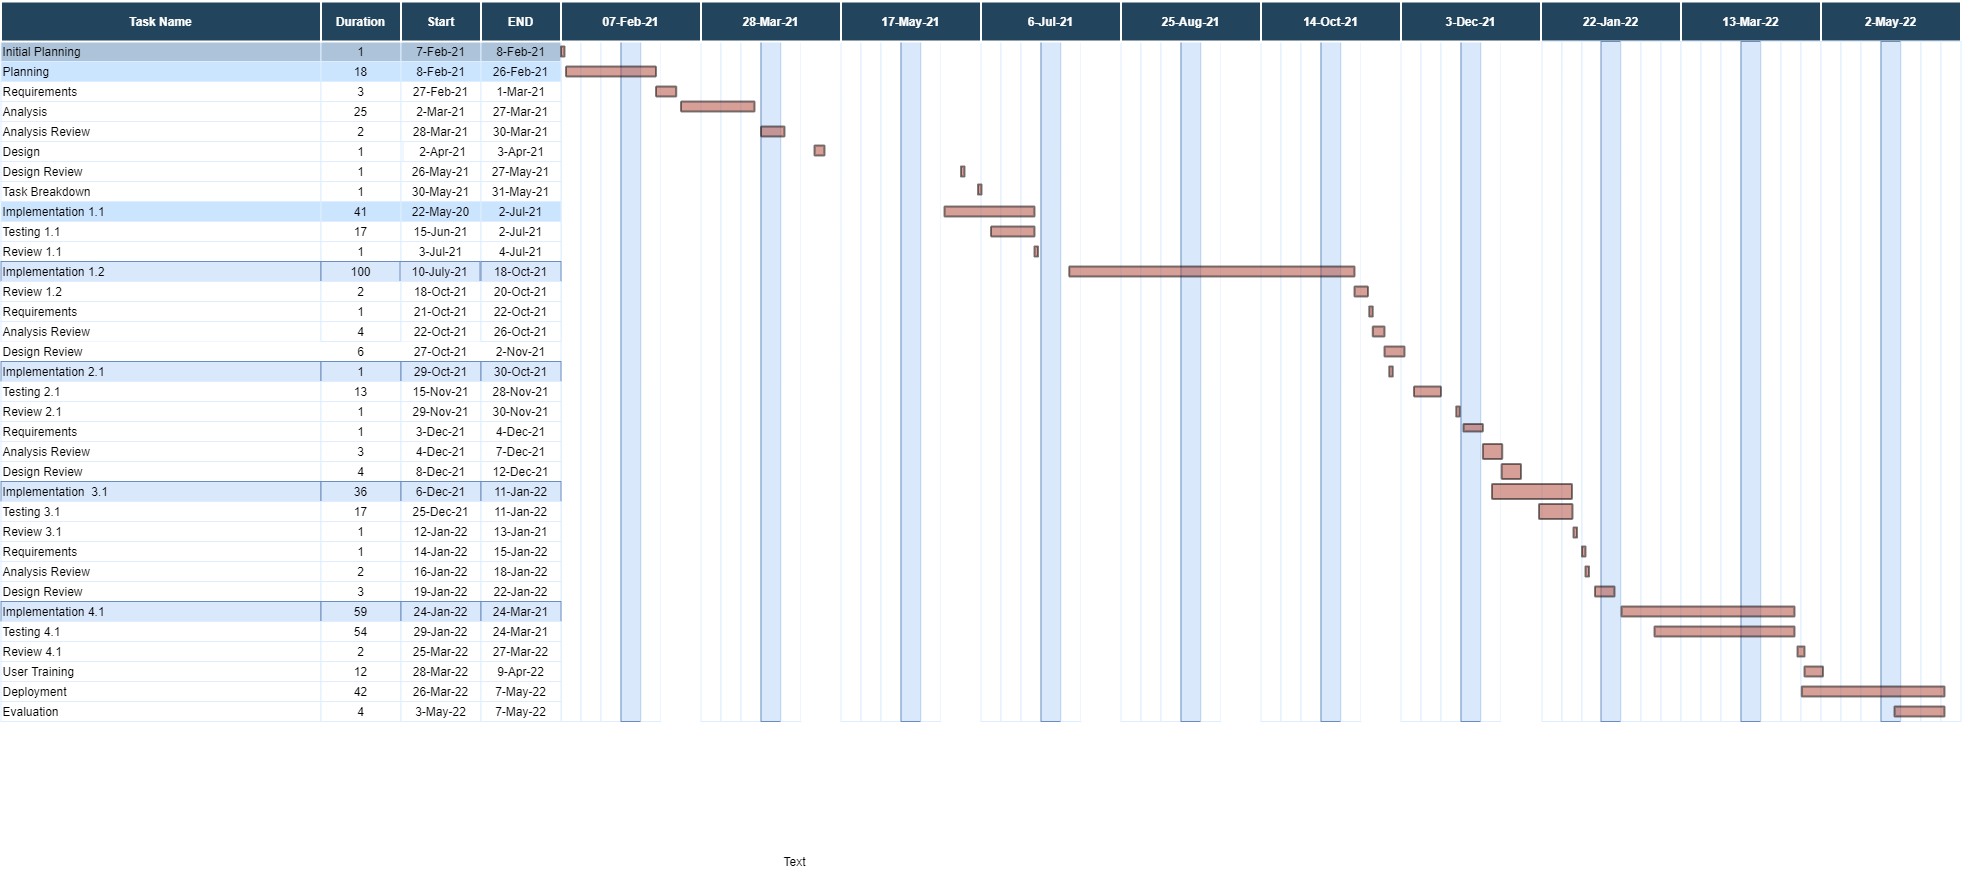 Task Name Duration Start END 07-Feb-21 28-Mar-21 17-May-21 6-Jul-21 25-Aug-21 14-Oct-21 3-Dec-21 22-Jan-22 13-Mar-22 2-May-22
Initial Planning 1 7-Feb-21 8-Feb-21
Planning 18 8-Feb-21 26-Feb-21
Requirements 3 27-Feb-21 1-Mar-21
Analysis 25 2-Mar-21 27-Mar-21
Analysis Review 2 28-Mar-21 30-Mar-21
Design 1 2-Apr-21 3-Apr-21
Design Review 1 26-May-21 27-May-21
Task Breakdown 1 30-May-21 31-May-21
Implementation 1.1 41 22-May-20 2-Jul-21
Testing 1.1 17 15-Jun-21 2-Jul-21
Review 1.1 1 3-Jul-21 4-Jul-21
Implementation 1.2 100 10-July-21 18-Oct-21
Review 1.2 2 18-Oct-21 20-Oct-21
Requirements 1 21-Oct-21 22-Oct-21
Analysis Review 4 22-Oct-21 26-Oct-21
Design Review 6 27-Oct-21 2-Nov-21
Implementation 2.1 1 29-Oct-21 30-Oct-21
Testing 2.1 13 15-Nov-21 28-Nov-21
Review 2.1 1 29-Nov-21 30-Nov-21
Requirements 1 3-Dec-21 4-Dec-21
Analysis Review 3 4-Dec-21 7-Dec-21
Design Review 4 8-Dec-21 12-Dec-21
Implementation 3.1 36 6-Dec-21 11-Jan-22
Testing 3.1 17 25-Dec-21 11-Jan-22
Review 3.1 1 12-Jan-22 13-Jan-21
Requirements 1 14-Jan-22 15-Jan-22
Analysis Review 2 16-Jan-22 18-Jan-22
Design Review 3 19-Jan-22 22-Jan-22
Implementation 4.1 59 24-Jan-22 24-Mar-21
Testing 4.1 54 29-Jan-22 24-Mar-21
Review 4.1 2 25-Mar-22 27-Mar-22
User Training 12 28-Mar-22 9-Apr-22
Deployment 42 26-Mar-22 7-May-22
Evaluation 4 3-May-22 7-May-22
Text